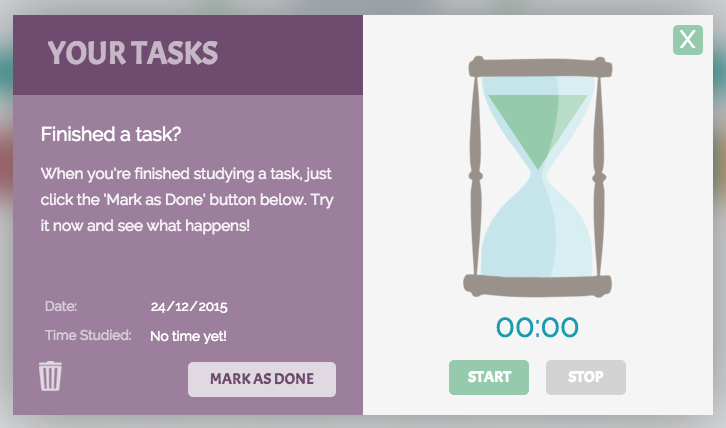 YOUR TASKS
X
Finished a task?
When you're finished studying a task, just
click the 'Mark as Done' button below. Try
it now and see what happens!
Date: 24/12/2015
Time Studied: No time yet!
MARK AS DONE
00:00
START STOP